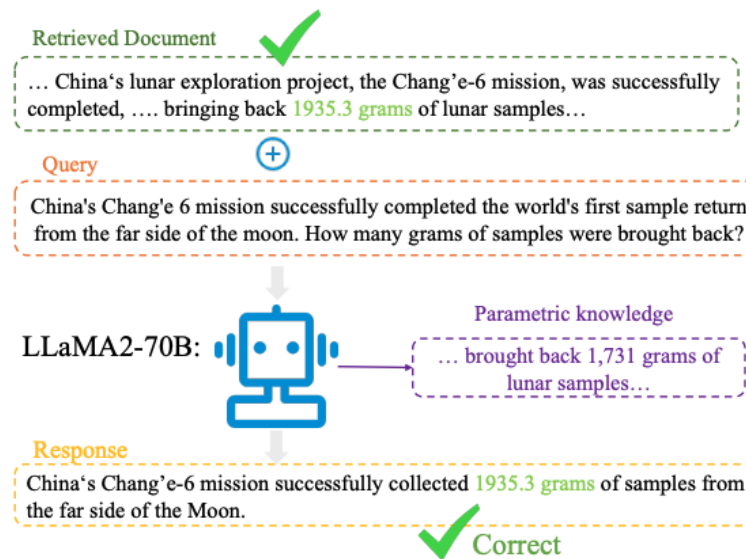 Retrieved Document
… China‘s lunar exploration project, the Chang’e-6 mission, was successfully
completed, …. bringing back 1935.3 grams of lunar samples…
Query
China's Chang'e 6 mission successfully completed the world's first sample return
from the far side of the moon. How many grams of samples were brought back?
LLaMA2-70B:
Parametric knowledge
… brought back 1,731 grams of
lunar samples…
Response
China‘s Chang’e-6 mission successfully collected 1935.3 grams of samples from
the far side of the Moon.
Correct